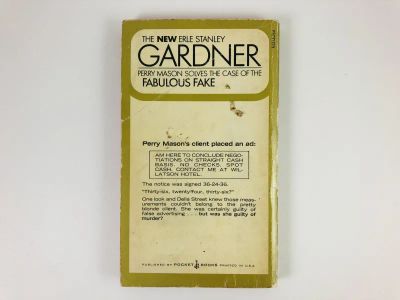 THE NEW ERLE STANLEY
GARDNER
PERRY MASON SOLVES THE CASE OF THE
FABULOUS FAKE
Perry Mason's client placed an ad:
AM HERE TO CONCLUDE NEGO-
TIATIONS ON STRAIGHT CASH
BASIS. NO CHECKS. SPOT
CASH. CONTACT ME AT WIL-
LATSON HOTEL.
The notice was signed 36-24-36.
"Thirty-six, twenty/four, thirty-six?"
One look and Della Street knew those meas-
urements couldn't belong to the pretty
blonde client. She was certainly guilty of
false advertising . . . but was she guilty of
murder?
PUBLISHED BY POCKET BOOKS PRINTED IN U.S.A.